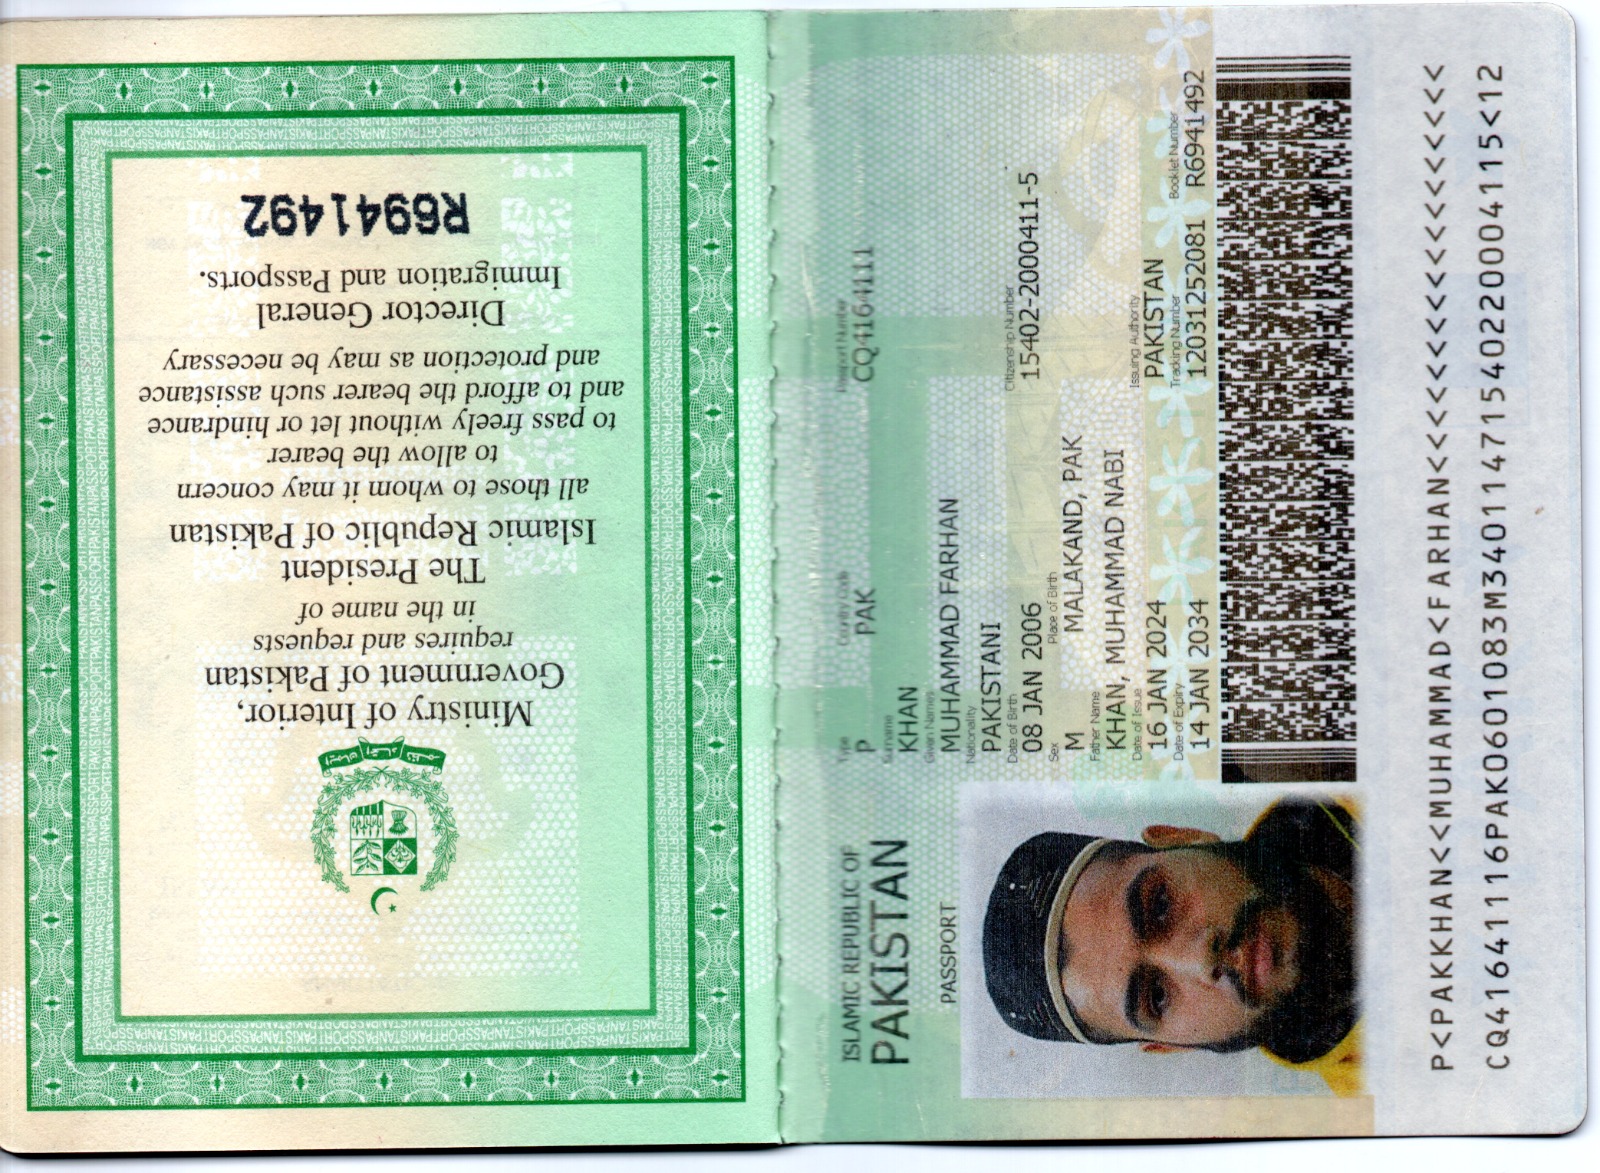 R6941492
Ministry of Interior,
Government of Pakistan
requires and requests
in the name of
The President
Islamic Republic of Pakistan
all those to whom it may concern
to allow the bearer
to pass freely without let or hindrance
and to afford the bearer such assistance
and protection as may be necessary
Director General
Immigration and Passports.
ISLAMIC REPUBLIC OF
PAKISTAN
PASSPORT
Type Country code Passport Number
P PAK CQ4164111
Surname
KHAN
Given Names
MUHAMMAD FARHAN
Nationality
PAKISTANI
Date of Birth Citizenship Number
08 JAN 2006 15402-2000411-5
Sex Place of Birth
M MALAKAND, PAK
Father Name
KHAN, MUHAMMAD NABI
Date of Issue Issuing Authority
16 JAN 2024 PAKISTAN
Date of Expiry Tracking Number Booklet Number
14 JAN 2034 12031252081 R6941492
P<PAKKHAN<<MUHAMMAD<FARHAN<<<<<<<<<<<<<<<<<<
CQ41641116PAK0601083M34011471540220004115<12